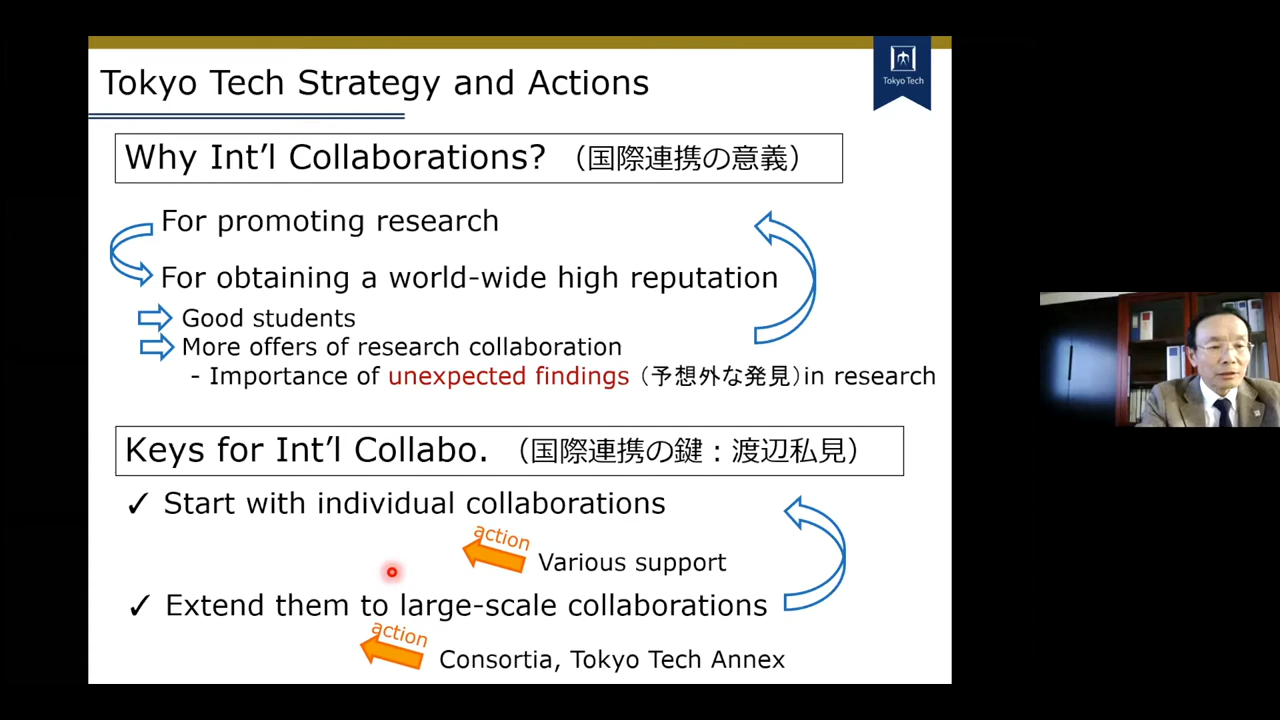 Tokyo Tech Strategy and Actions
Tokyo Tech
Why Int’l Collaborations? （国際連携の意義）
For promoting research
For obtaining a world-wide high reputation
Good students
More offers of research collaboration
- Importance of unexpected findings （予想外な発見）in research
Keys for Int’l Collabo. （国際連携の鍵：渡辺私見）
✓ Start with individual collaborations
action
Various support
✓ Extend them to large-scale collaborations
action
Consortia, Tokyo Tech Annex